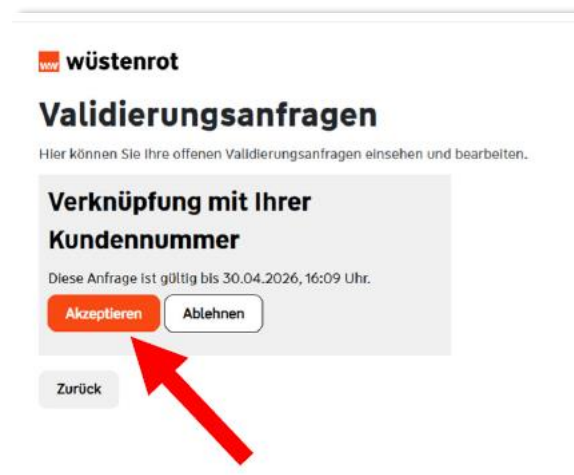 ww wüstenrot
Validierungsanfragen
Hier können Sie Ihre offenen Validierungsanfragen einsehen und bearbeiten.
Verknüpfung mit Ihrer
Kundennummer
Diese Anfrage ist gültig bis 30.04.2026, 16:09 Uhr.
Akzeptieren Ablehnen
Zurück